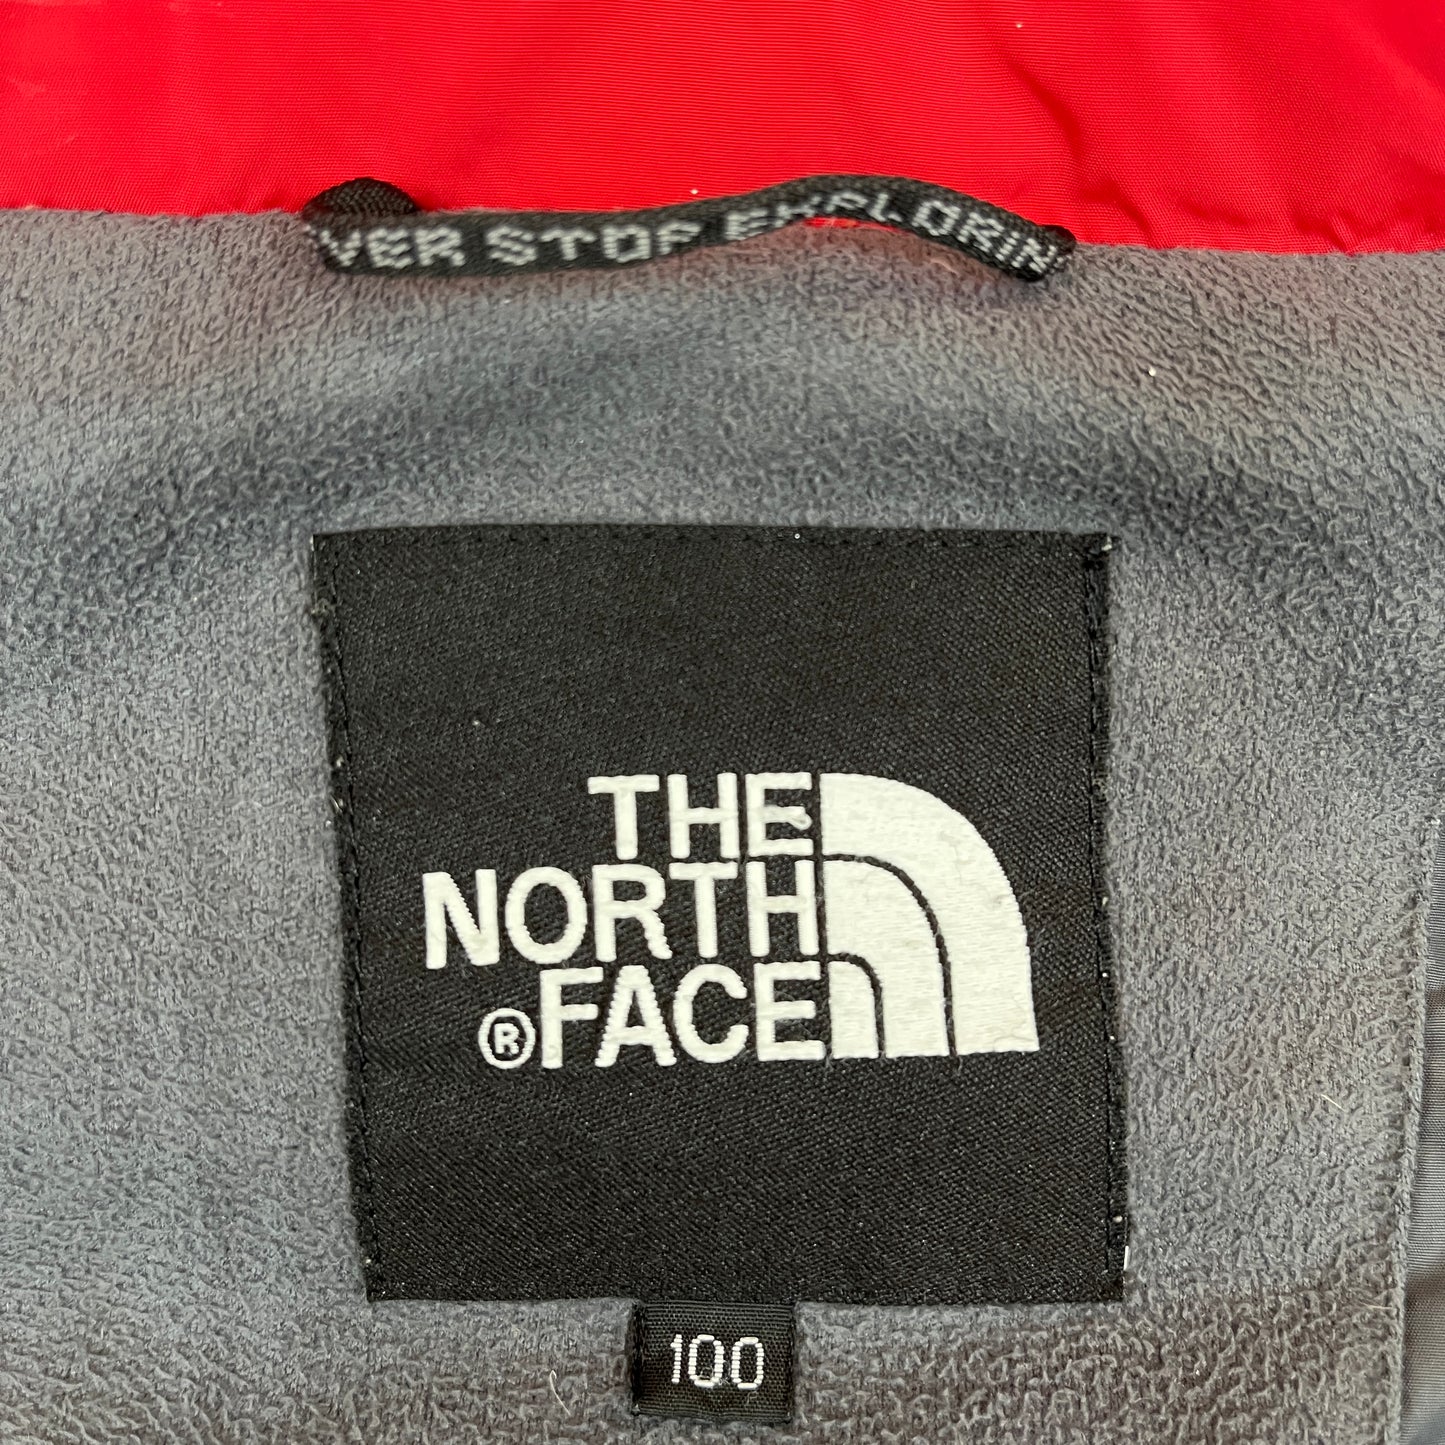 VER STOP EXPLORIN
THE
NORTH
® FACE
100